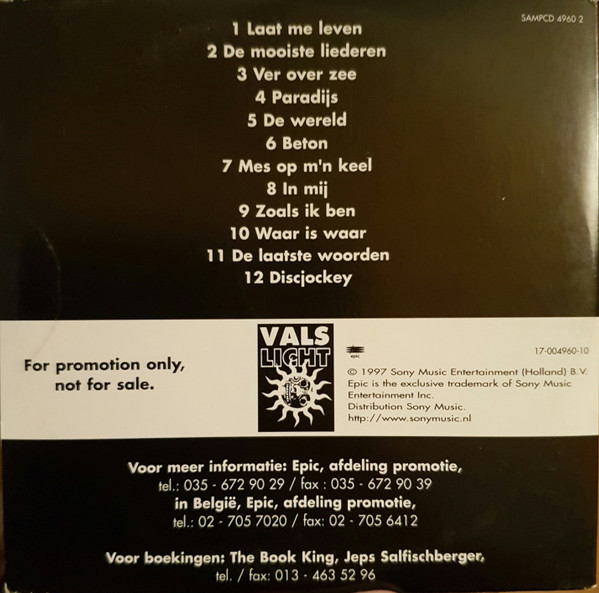 SAMPCD 4960 2
1 Laat me leven
2 De mooiste liederen
3 Ver over zee
4 Paradijs
5 De wereld
6 Beton
7 Mes op m'n keel
8 In mij
9 Zoals ik ben
10 Waar is waar
11 De laatste woorden
12 Discjockey
For promotion only,
not for sale.
VALS
LICHT
epic
17-004960-10
© 1997 Sony Music Entertainment (Holland) B.V.
Epic is the exclusive trademark of Sony Music
Entertainment Inc.
Distribution Sony Music.
http://www.sonymusic.nl
Voor meer informatie: Epic, afdeling promotie,
tel.: 035 - 672 90 29 / fax : 035 - 672 90 39
in België, Epic, afdeling promotie,
tel.: 02 - 705 7020 / fax: 02 - 705 6412
Voor boekingen: The Book King, Jeps Salfischberger,
tel. / fax: 013 - 463 52 96